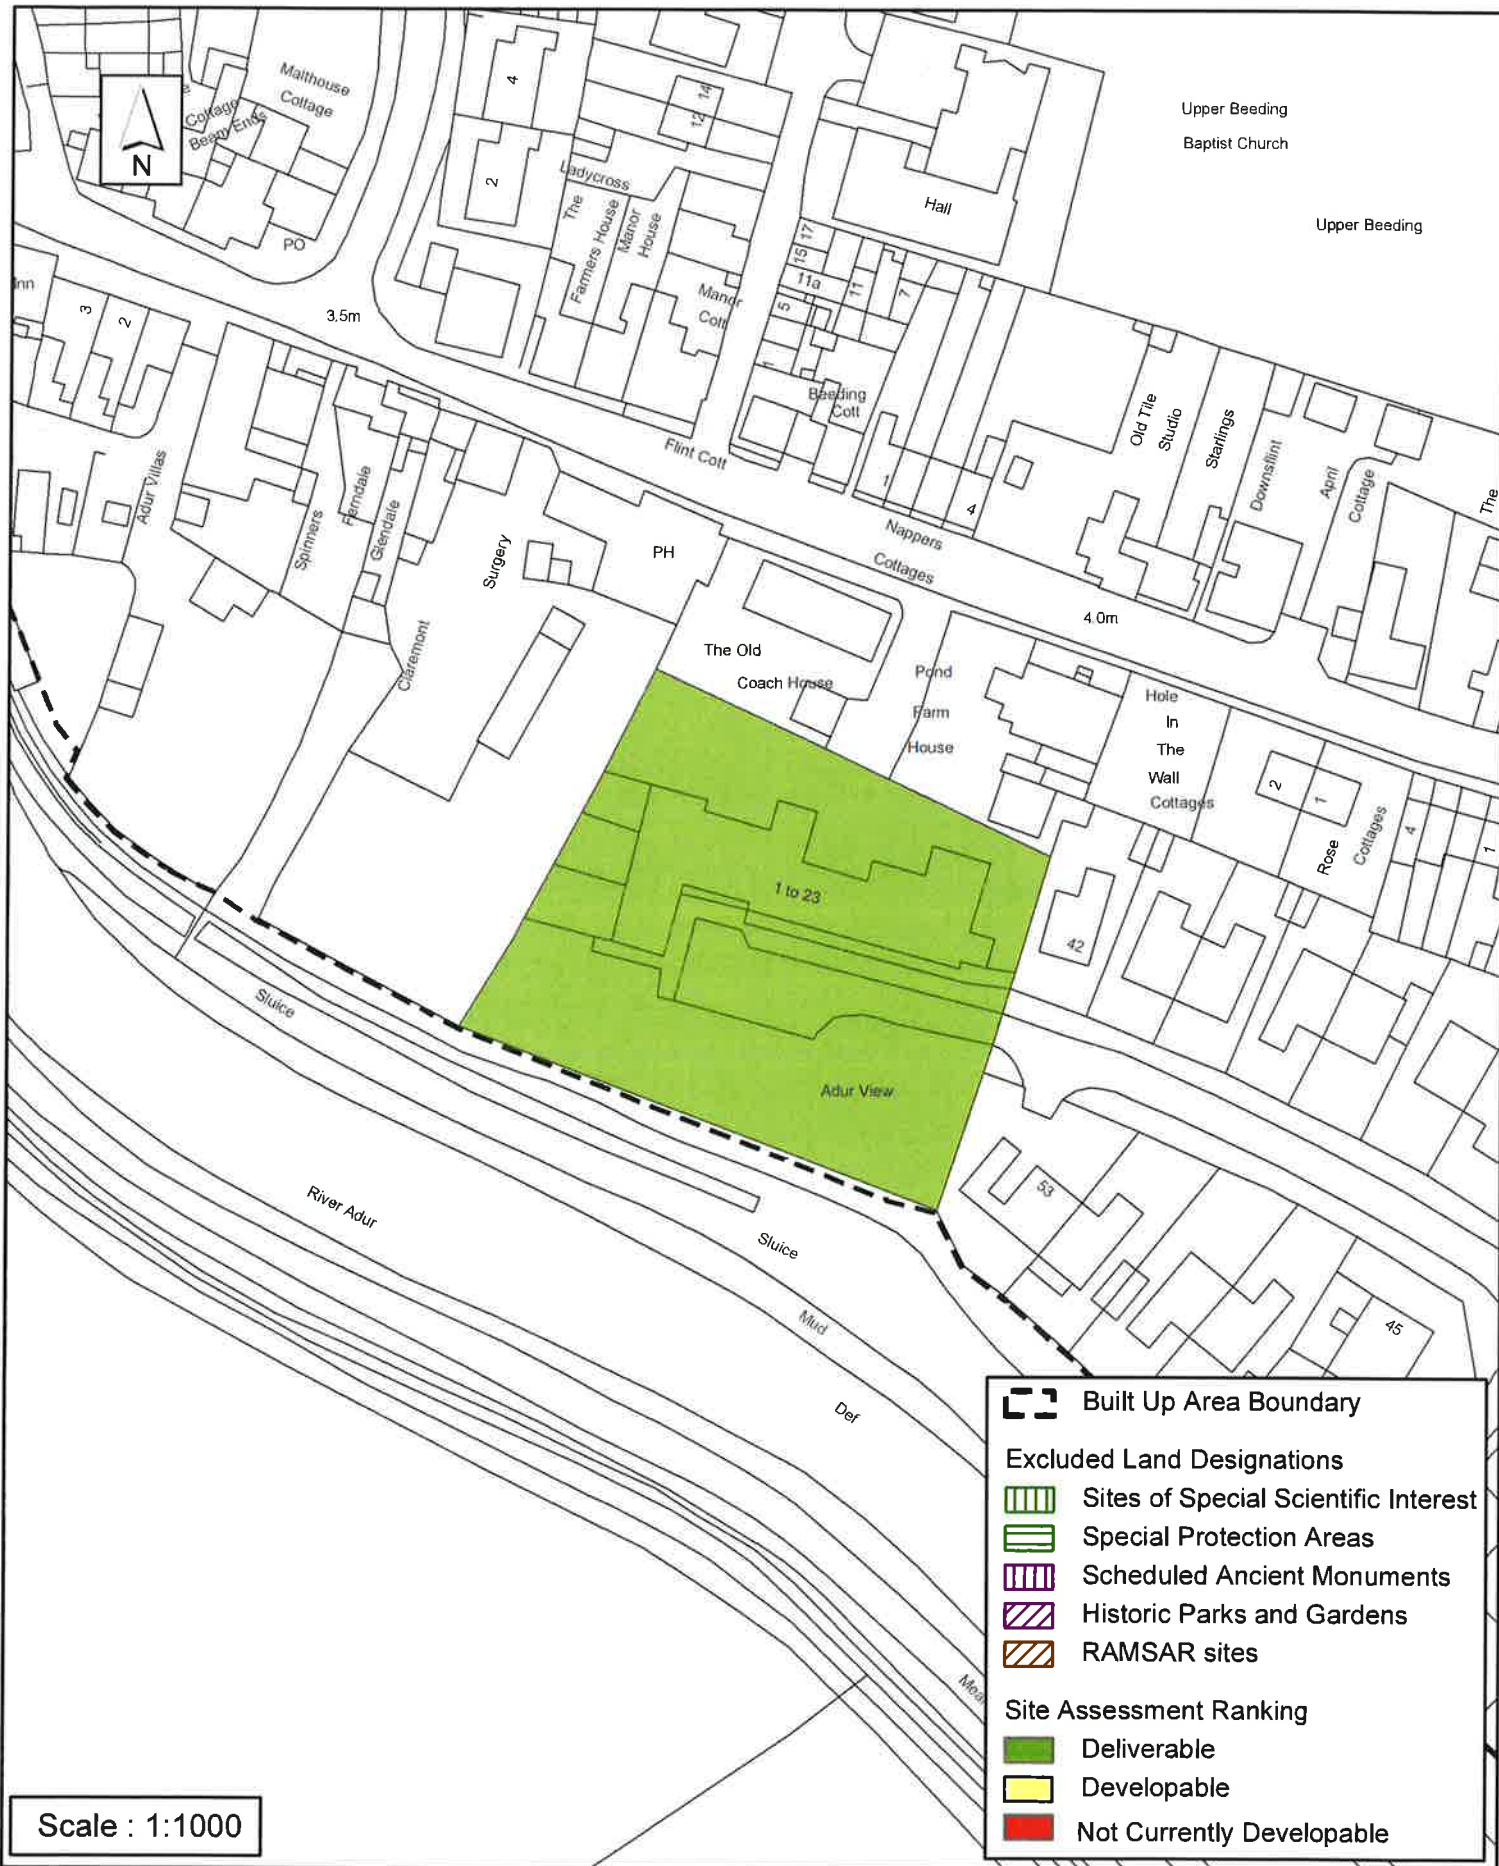 Malthouse
Cottage
Cottage
Beam Ends
N
PO
4
2
14
12
Ladycross
The
Farmers House
Manor
House
Manor
Cott
Hall
Upper Beeding
Baptist Church
Upper Beeding
17
15
11a
11
7
5
1
Beeding
Cott
Inn
3
2
3.5m
Flint Cott
Old Tile
Studio
Starlings
Downsflint
April
Cottage
The
1
4
Nappers
Cottages
4.0m
Adur Villas
Spinners
Ferndale
Glendale
Surgery
Claremont
PH
The Old
Coach House
Pond
Farm
House
Hole
In
The
Wall
Cottages
2
1
Rose
Cottages
4
1
1 to 23
42
Adur View
53
45
Sluice
River Adur
Sluice
Mud
Def
Built Up Area Boundary
Excluded Land Designations
Sites of Special Scientific Interest
Special Protection Areas
Scheduled Ancient Monuments
Historic Parks and Gardens
RAMSAR sites
Site Assessment Ranking
Deliverable
Developable
Not Currently Developable
Scale : 1:1000